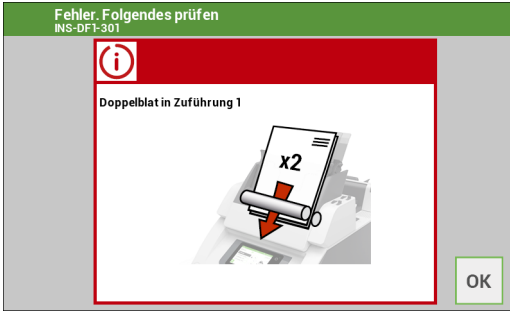 Fehler. Folgendes prüfen
INS-DF1-301
Doppelblat in Zuführung 1
x2
OK